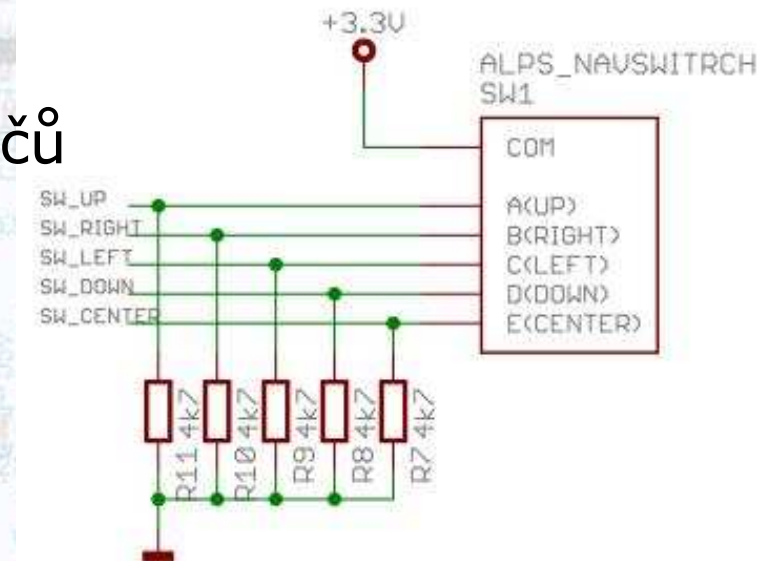 +3.3V
ALPS_NAVSWITRCH
SW1
čů
COM
SW_UP
A(UP)
SW_RIGHT
B(RIGHT)
SW_LEFT
C(LEFT)
SW_DOWN
D(DOWN)
SW_CENTER
E(CENTER)
R11 4k7
R10 4k7
R9 4k7
R8 4k7
R7 4k7